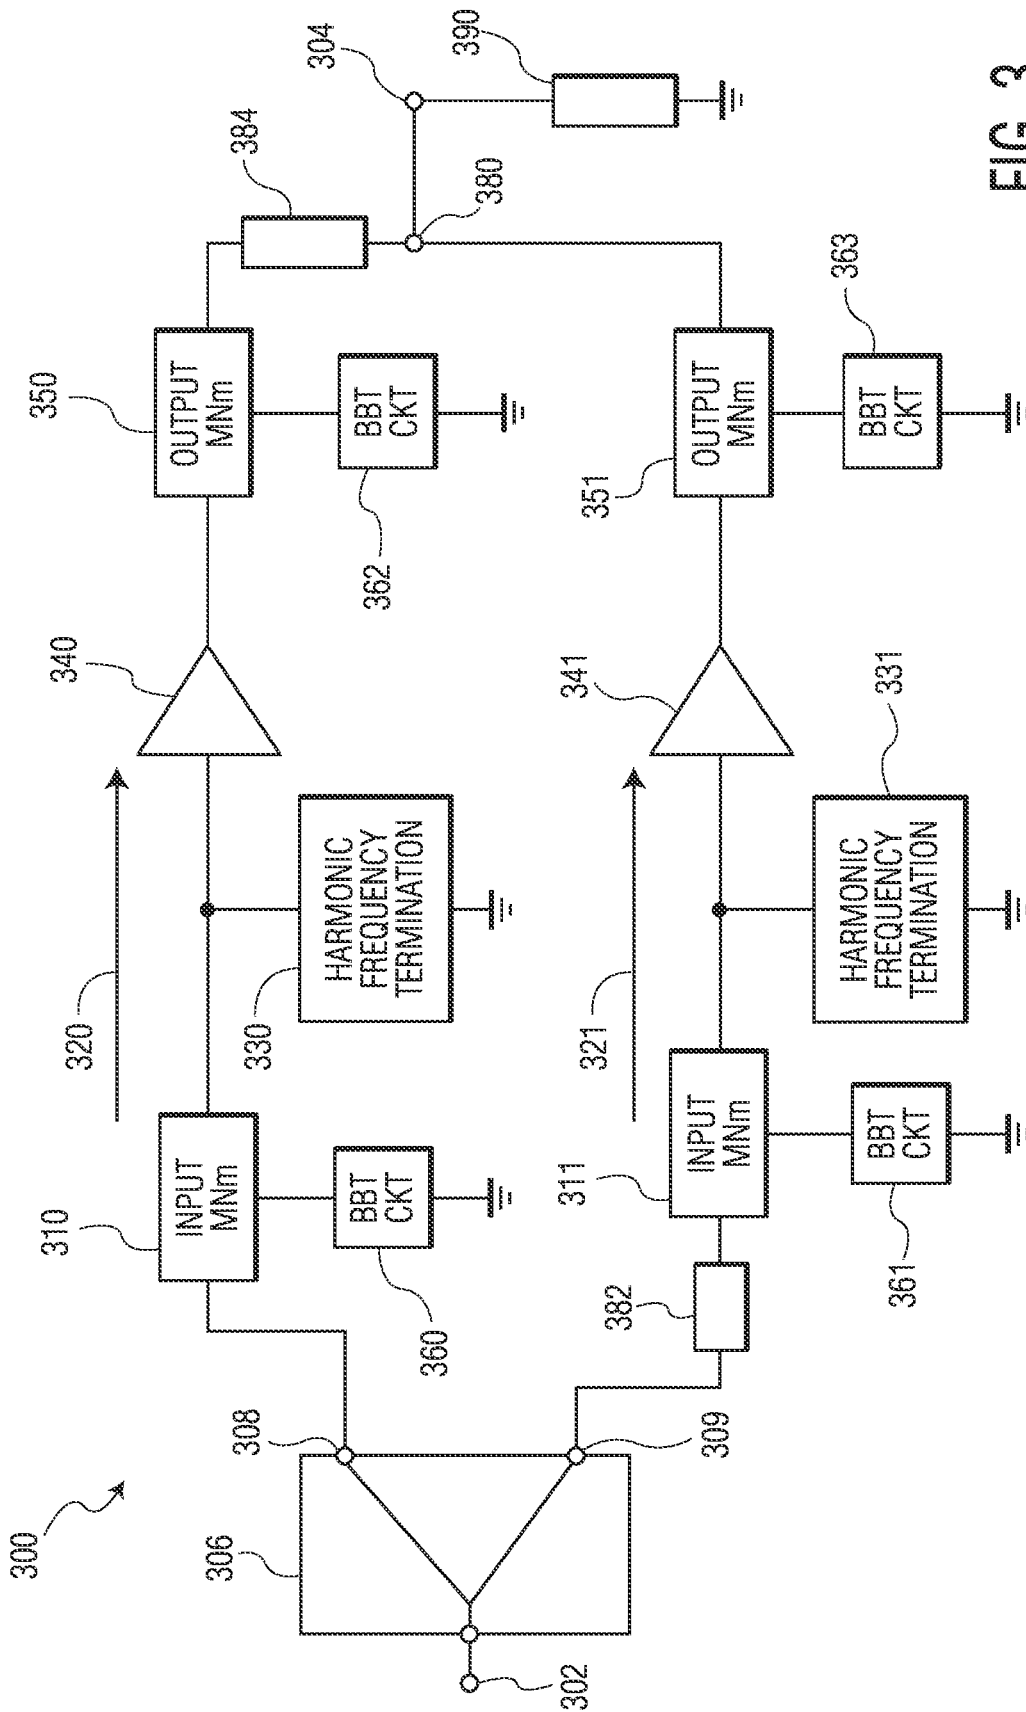 300
302
306
308
309
310
INPUT
MNm
360
BBT
CKT
320
330
HARMONIC
FREQUENCY
TERMINATION
340
350
OUTPUT
MNm
362
BBT
CKT
384
380
304
390
382
311
INPUT
MNm
361
BBT
CKT
321
331
HARMONIC
FREQUENCY
TERMINATION
341
351
OUTPUT
MNm
363
BBT
CKT
FIG. 3